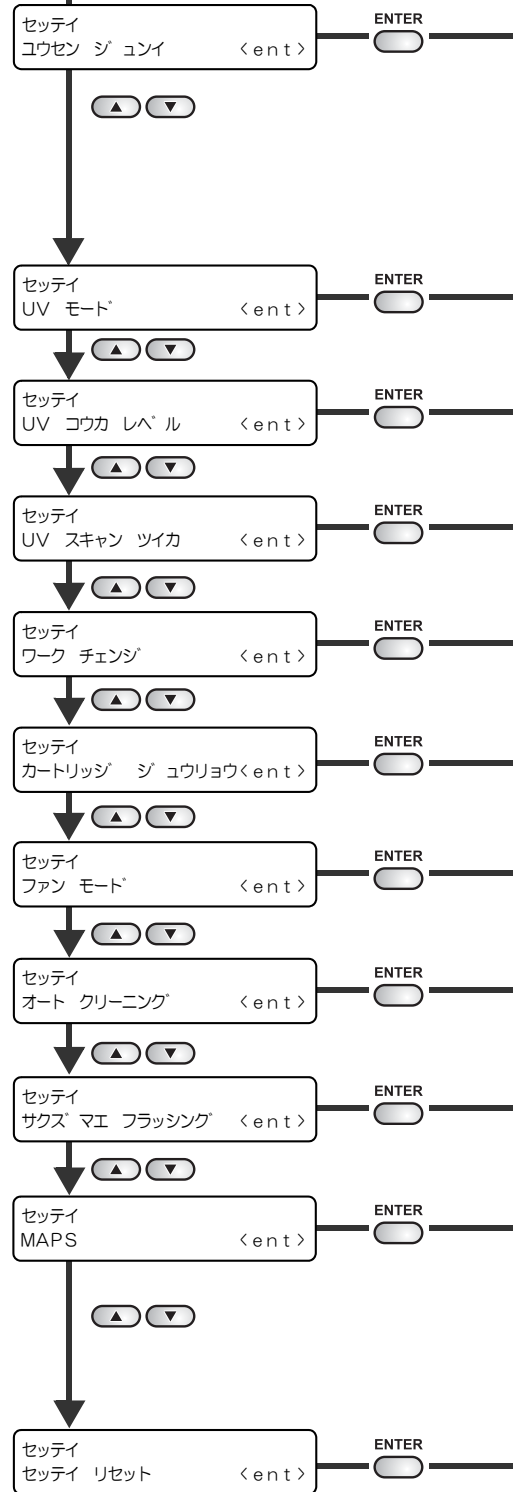 セッテイ
ユウセン ジュンイ <ent>
ENTER
セッテイ
UV モード <ent>
ENTER
セッテイ
UV コウカ レベル <ent>
ENTER
セッテイ
UV スキャン ツイカ <ent>
ENTER
セッテイ
ワーク チェンジ <ent>
ENTER
セッテイ
カートリッジ ジュウリョウ<ent>
ENTER
セッテイ
ファン モード <ent>
ENTER
セッテイ
オート クリーニング <ent>
ENTER
セッテイ
サクズ マエ フラッシング <ent>
ENTER
セッテイ
MAPS <ent>
ENTER
セッテイ
セッテイ リセット <ent>
ENTER